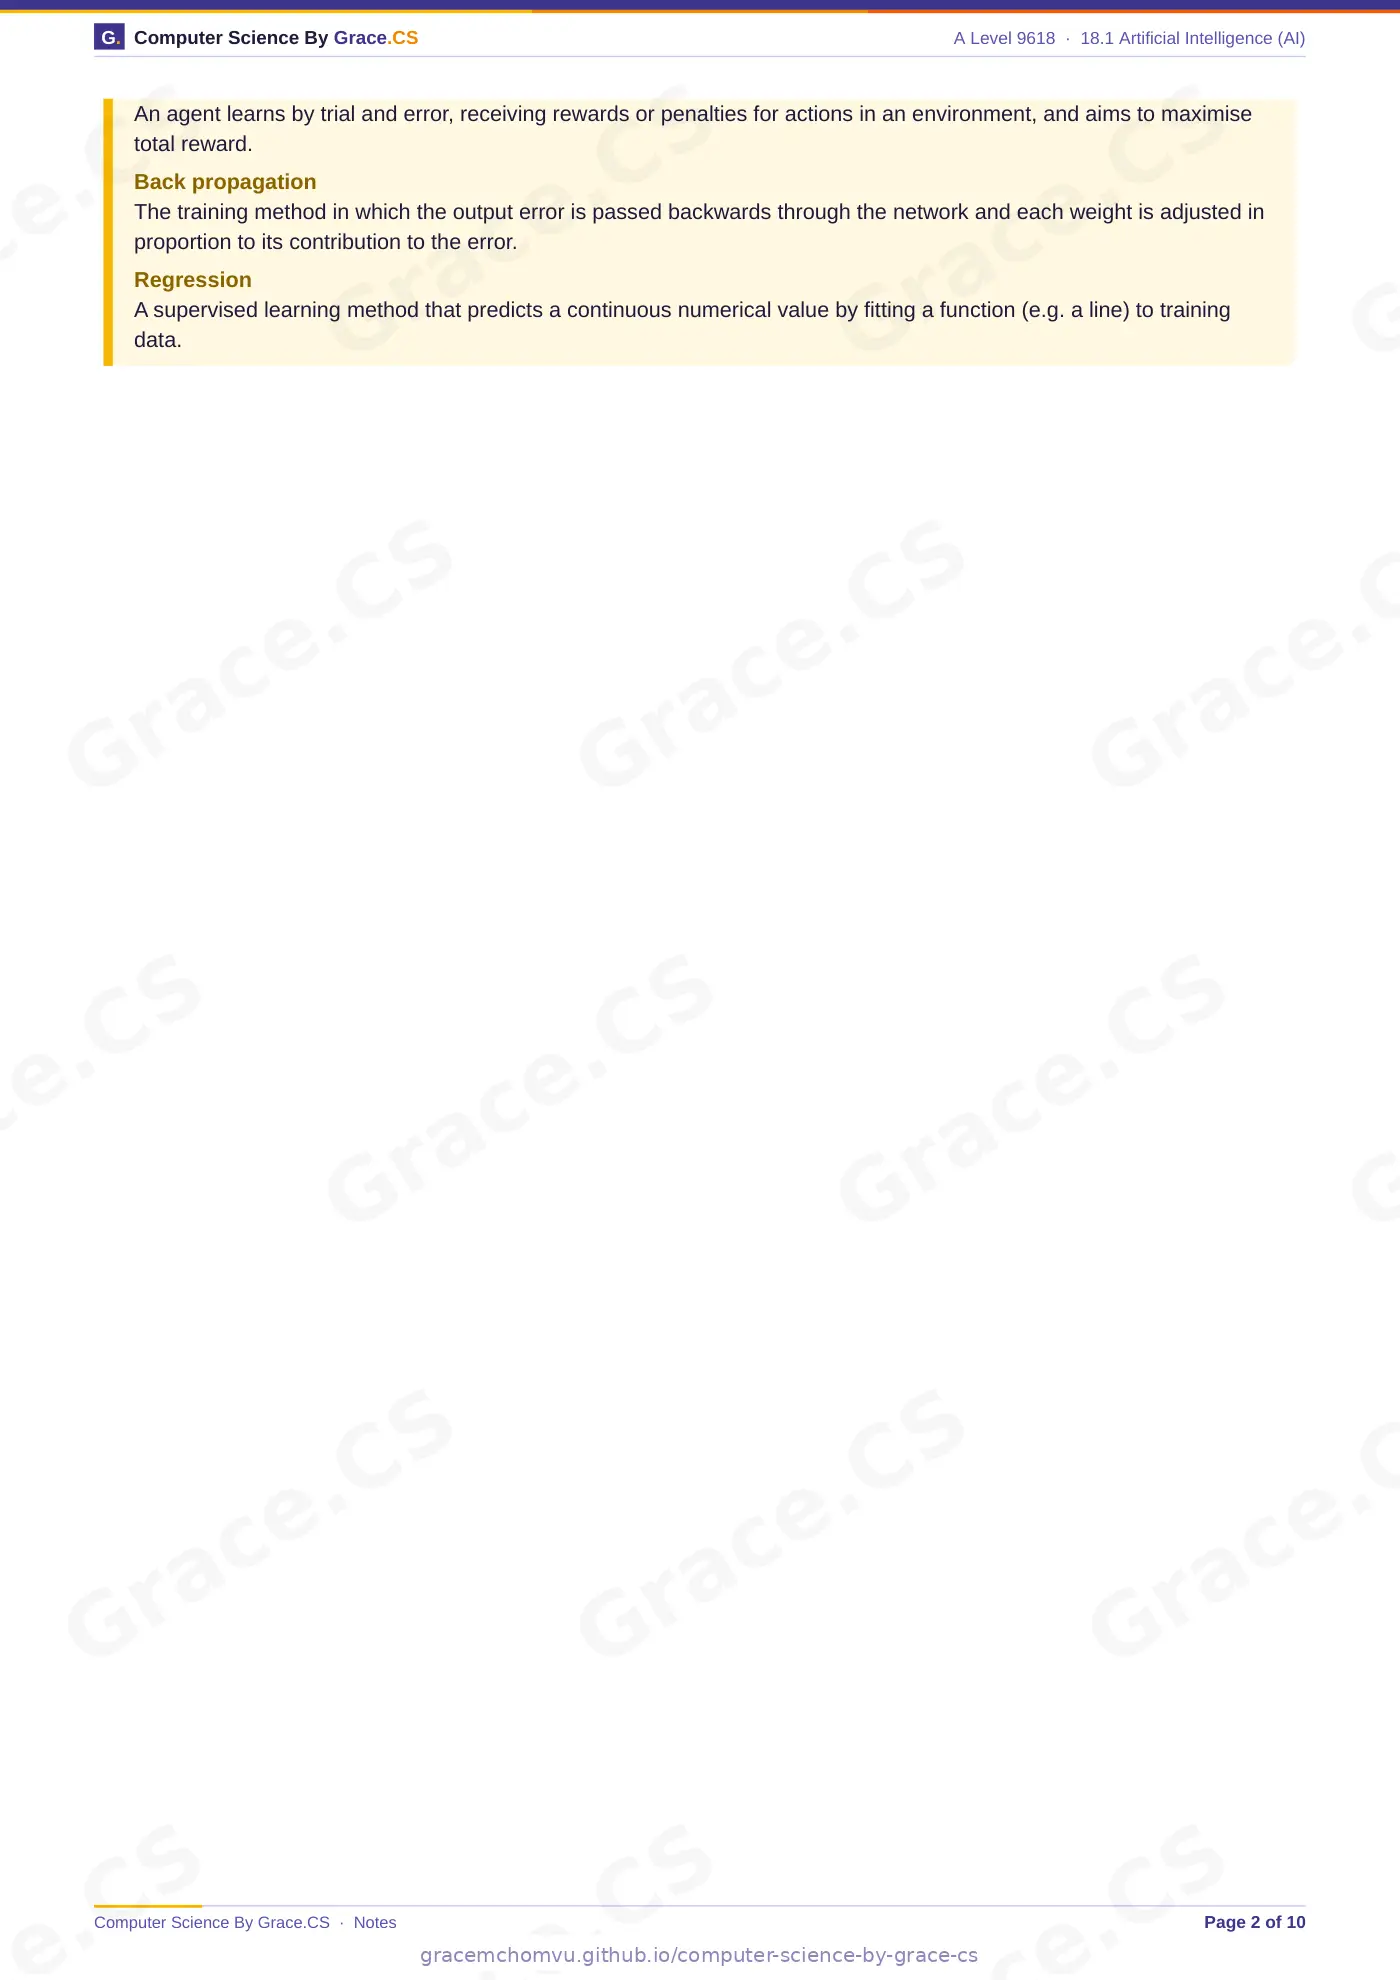 G. Computer Science By Grace.CS
A Level 9618 · 18.1 Artificial Intelligence (AI)
An agent learns by trial and error, receiving rewards or penalties for actions in an environment, and aims to maximise
total reward.
Back propagation
The training method in which the output error is passed backwards through the network and each weight is adjusted in
proportion to its contribution to the error.
Regression
A supervised learning method that predicts a continuous numerical value by fitting a function (e.g. a line) to training
data.
Computer Science By Grace.CS · Notes
Page 2 of 10
gracemchomvu.github.io/computer-science-by-grace-cs